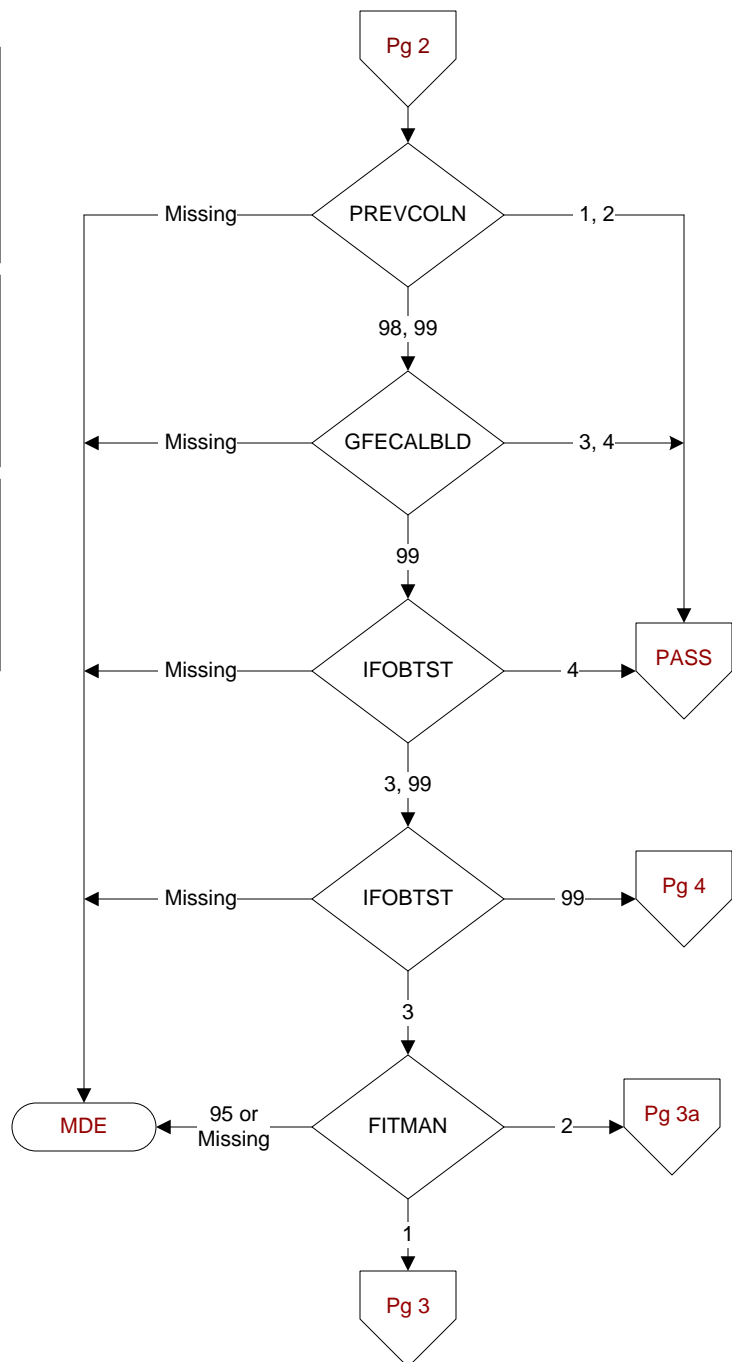 Pg 2
PREVCOLN
Missing
1, 2
98, 99
GFECALBLD
Missing
3, 4
99
IFOBTST
Missing
4
PASS
3, 99
IFOBTST
Missing
99
Pg 4
3
FITMAN
MDE
95 or
Missing
2
Pg 3a
1
Pg 3